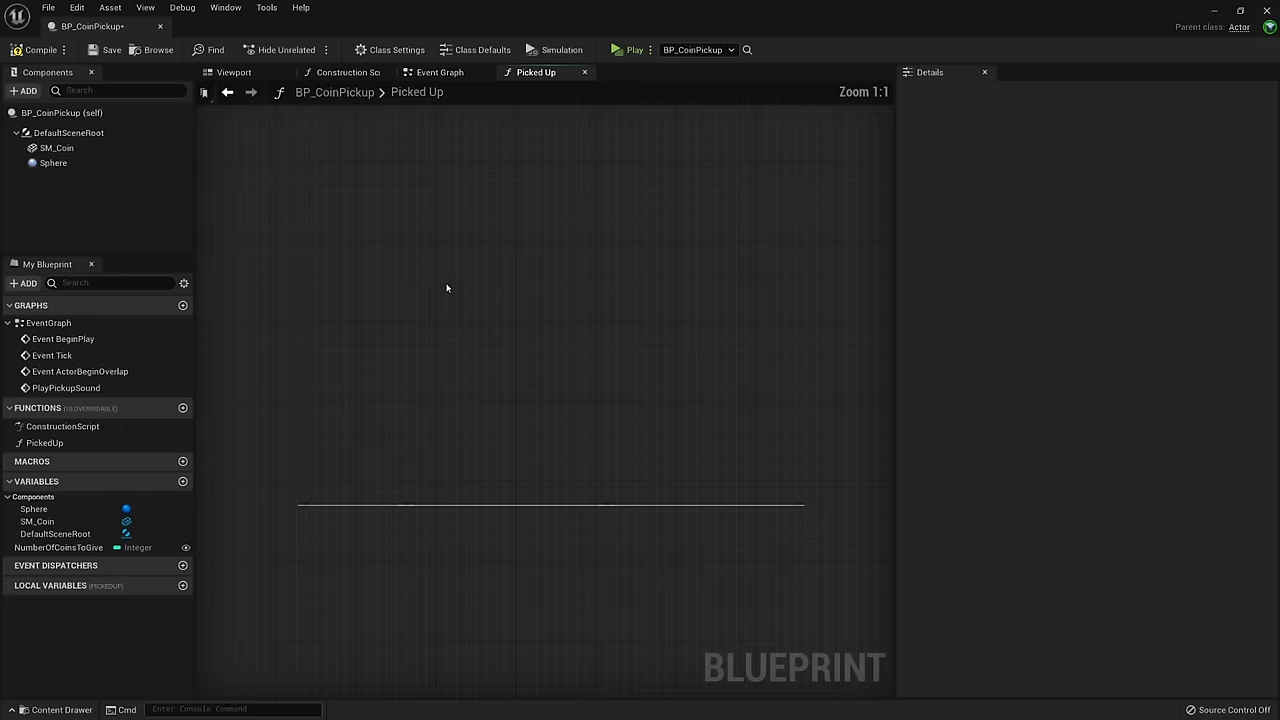 File Edit Asset View Debug Window Tools Help
BP_CoinPickup*
Parent class: Actor
Compile Save Browse Find Hide Unrelated Class Settings Class Defaults Simulation Play BP_CoinPickup
Components
Viewport Construction Sc Event Graph Picked Up
Details
ADD Search
BP_CoinPickup > Picked Up
Zoom 1:1
BP_CoinPickup (self)
DefaultSceneRoot
SM_Coin
Sphere
My Blueprint
ADD Search
GRAPHS
EventGraph
Event BeginPlay
Event Tick
Event ActorBeginOverlap
PlayPickupSound
FUNCTIONS (18 OVERRIDABLE)
ConstructionScript
PickedUp
MACROS
VARIABLES
Components
Sphere
SM_Coin
DefaultSceneRoot
NumberOfCoinsToGive Integer
EVENT DISPATCHERS
LOCAL VARIABLES (PICKEDUP)
BLUEPRINT
Content Drawer Cmd Enter Console Command
Source Control Off